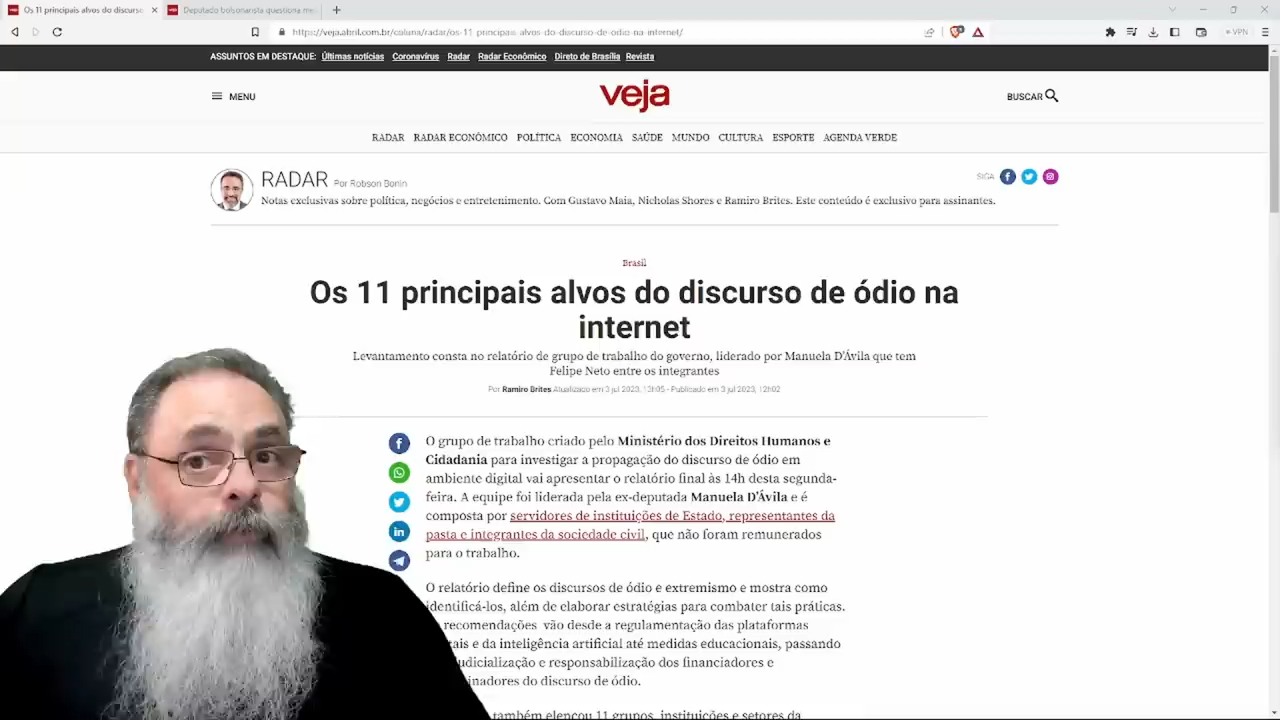 Os 11 principais alvos do discurso
Deputado bolsonarista questiona me
https://veja.abril.com.br/coluna/radar/os-11-principais-alvos-do-discurso-de-odio-na-internet/
VPN
ASSUNTOS EM DESTAQUE: Últimas notícias Coronavírus Radar Radar Econômico Direto de Brasília Revista
MENU
veja
BUSCAR
RADAR RADAR ECONÔMICO POLÍTICA ECONOMIA SAÚDE MUNDO CULTURA ESPORTE AGENDA VERDE
RADAR Por Robson Bonin
SIGA
Notas exclusivas sobre política, negócios e entretenimento. Com Gustavo Maia, Nicholas Shores e Ramiro Brites. Este conteúdo é exclusivo para assinantes.
Brasil
Os 11 principais alvos do discurso de ódio na
internet
Levantamento consta no relatório de grupo de trabalho do governo, liderado por Manuela D'Ávila que tem
Felipe Neto entre os integrantes
Por Ramiro Brites Atualizado em 3 jul 2023, 13h05 - Publicado em 3 jul 2023, 12h02
O grupo de trabalho criado pelo Ministério dos Direitos Humanos e
Cidadania para investigar a propagação do discurso de ódio em
ambiente digital vai apresentar o relatório final às 14h desta segunda-
feira. A equipe foi liderada pela ex-deputada Manuela D'Ávila e é
composta por servidores de instituições de Estado, representantes da
pasta e integrantes da sociedade civil, que não foram remunerados
para o trabalho.
O relatório define os discursos de ódio e extremismo e mostra como
identificá-los, além de elaborar estratégias para combater tais práticas.
recomendações vão desde a regulamentação das plataformas
tais e da inteligência artificial até medidas educacionais, passando
udicialização e responsabilização dos financiadores e
inadores do discurso de ódio.
também elencou 11 grupos, instituições e setores da